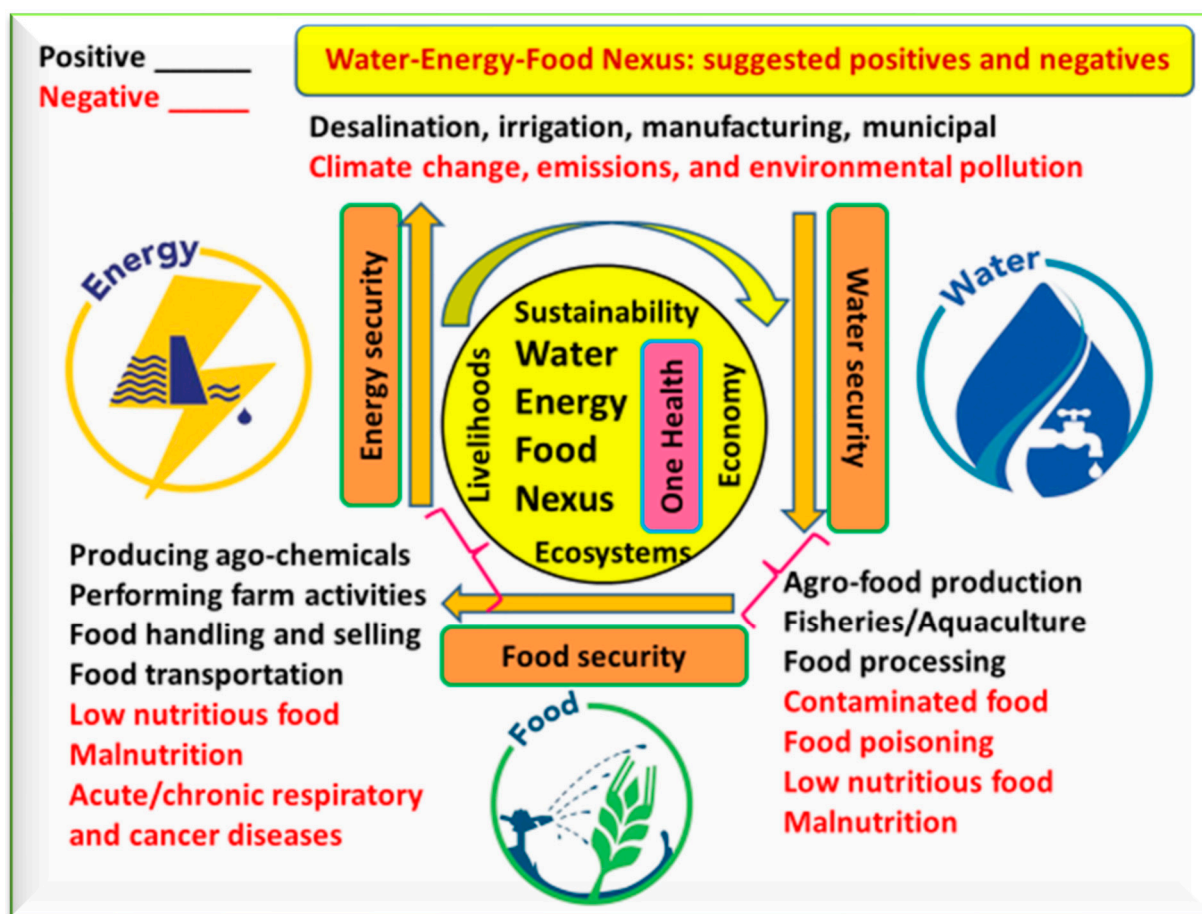 Positive ______
Negative _____
Water-Energy-Food Nexus: suggested positives and negatives
Desalination, irrigation, manufacturing, municipal
Climate change, emissions, and environmental pollution
Energy
Energy security
Sustainability
Livelihoods
Water
Energy
Food
Nexus
One Health
Economy
Ecosystems
Water security
Water
Producing ago-chemicals
Performing farm activities
Food handling and selling
Food transportation
Low nutritious food
Malnutrition
Acute/chronic respiratory
and cancer diseases
Food security
Food
Agro-food production
Fisheries/Aquaculture
Food processing
Contaminated food
Food poisoning
Low nutritious food
Malnutrition